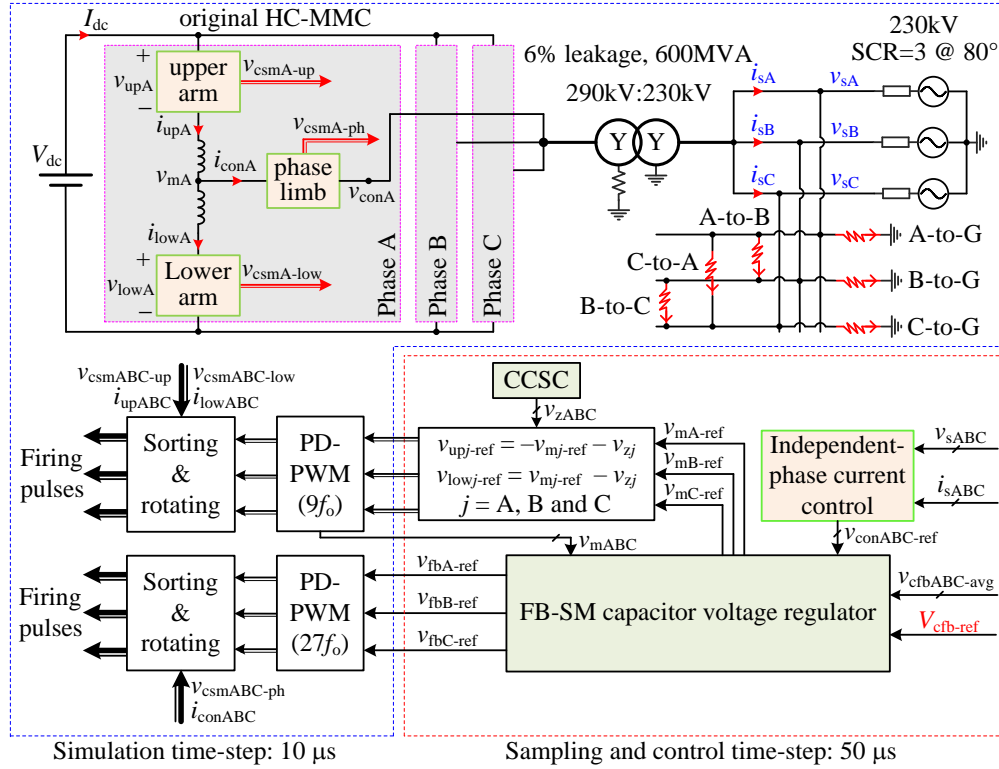 I_dc
original HC-MMC
V_dc
+
v_upA
−
upper
arm
v_csmA-up
i_upA
v_csmA-ph
v_mA
i_conA
phase
limb
v_conA
i_lowA
+
v_lowA
−
Lower
arm
v_csmA-low
Phase A
Phase B
Phase C
6% leakage, 600MVA
290kV:230kV
Y Y
230kV
SCR=3 @ 80°
i_sA
v_sA
i_sB
v_sB
i_sC
v_sC
A-to-B
A-to-G
C-to-A
B-to-G
B-to-C
C-to-G
v_csmABC-up
i_upABC
v_csmABC-low
i_lowABC
Firing
pulses
Sorting
&
rotating
PD-
PWM
(9f_o)
CCSC
v_zABC
v_upj-ref = −v_mj-ref − v_zj
v_lowj-ref = v_mj-ref − v_zj
j = A, B and C
v_mA-ref
v_mB-ref
v_mC-ref
Independent-
phase current
control
v_sABC
i_sABC
v_conABC-ref
v_mABC
Firing
pulses
Sorting
&
rotating
PD-
PWM
(27f_o)
v_fbA-ref
v_fbB-ref
v_fbC-ref
FB-SM capacitor voltage regulator
v_cfbABC-avg
V_cfb-ref
v_csmABC-ph
i_conABC
Simulation time-step: 10 μs
Sampling and control time-step: 50 μs